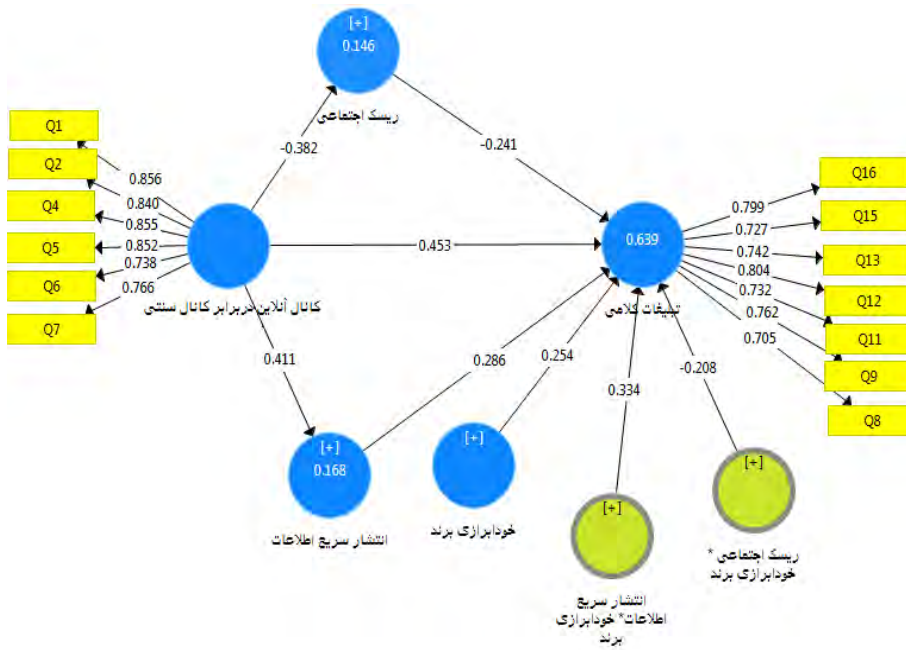 [+]
0.146
ریسک اجتماعی
-0.382
-0.241
Q1
Q2
Q4
Q5
Q6
Q7
0.856
0.840
0.855
0.852
0.738
0.766
کانال آنلاین دربرابر کانال سنتی
0.453
0.639
تبلیغات کلامی
0.799
0.727
0.742
0.804
0.732
0.762
0.705
Q16
Q15
Q13
Q12
Q11
Q9
Q8
0.411
0.286
0.254
0.334
-0.208
[+]
0.168
انتشار سریع اطلاعات
[+]
خودابرازی برند
[+]
انتشار سریع
اطلاعات* خودابرازی
برند
[+]
ریسک اجتماعی *
خودابرازی برند